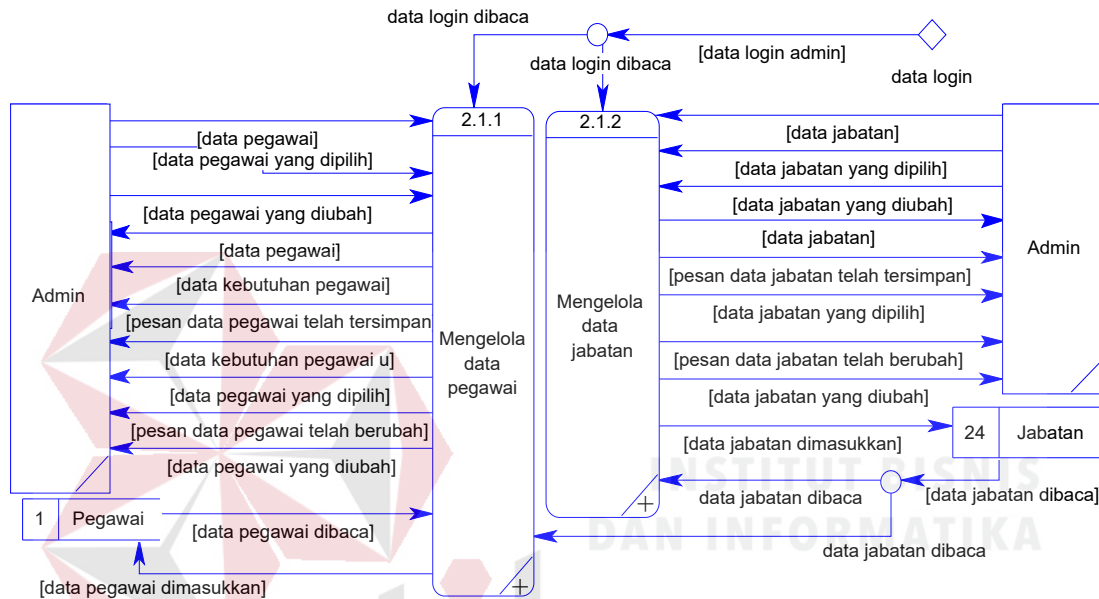 data login dibaca
[data login admin]
data login dibaca
data login
2.1.1
2.1.2
[data pegawai]
[data pegawai yang dipilih]
[data pegawai yang diubah]
[data pegawai]
[data kebutuhan pegawai]
[pesan data pegawai telah tersimpan
[data kebutuhan pegawai u]
[data pegawai yang dipilih]
[pesan data pegawai telah berubah]
[data pegawai yang diubah]
Admin
Mengelola
data
pegawai
Mengelola
data
jabatan
[data jabatan]
[data jabatan yang dipilih]
[data jabatan yang diubah]
[data jabatan]
[pesan data jabatan telah tersimpan]
[data jabatan yang dipilih]
[pesan data jabatan telah berubah]
[data jabatan yang diubah]
[data jabatan dimasukkan]
Admin
24 Jabatan
data jabatan dibaca
[data jabatan dibaca]
data jabatan dibaca
1 Pegawai
[data pegawai dibaca]
[data pegawai dimasukkan]
+
+
INSTITUT BISNIS
DAN INFORMATIKA